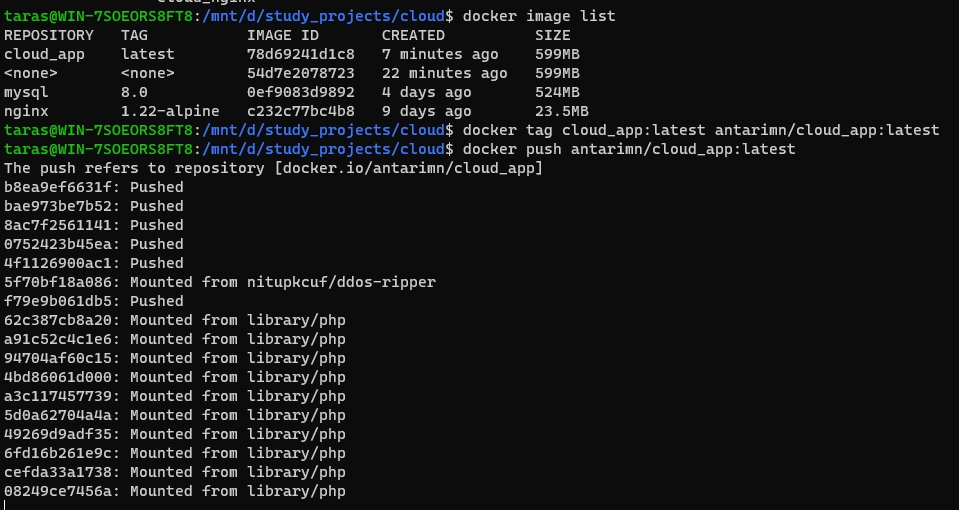 cloud_nginx
taras@WIN-7SOEORS8FT8:/mnt/d/study_projects/cloud$ docker image list
REPOSITORY   TAG           IMAGE ID       CREATED          SIZE
cloud_app    latest        78d69241d1c8   7 minutes ago    599MB
<none>       <none>        54d7e2078723   22 minutes ago   599MB
mysql        8.0           0ef9083d9892   4 days ago       524MB
nginx        1.22-alpine   c232c77bc4b8   9 days ago       23.5MB
taras@WIN-7SOEORS8FT8:/mnt/d/study_projects/cloud$ docker tag cloud_app:latest antarimn/cloud_app:latest
taras@WIN-7SOEORS8FT8:/mnt/d/study_projects/cloud$ docker push antarimn/cloud_app:latest
The push refers to repository [docker.io/antarimn/cloud_app]
b8ea9ef6631f: Pushed
bae973be7b52: Pushed
8ac7f2561141: Pushed
0752423b45ea: Pushed
4f1126900ac1: Pushed
5f70bf18a086: Mounted from nitupkcuf/ddos-ripper
f79e9b061db5: Pushed
62c387cb8a20: Mounted from library/php
a91c52c4c1e6: Mounted from library/php
94704af60c15: Mounted from library/php
4bd86061d000: Mounted from library/php
a3c117457739: Mounted from library/php
5d0a62704a4a: Mounted from library/php
49269d9adf35: Mounted from library/php
6fd16b261e9c: Mounted from library/php
cefda33a1738: Mounted from library/php
08249ce7456a: Mounted from library/php